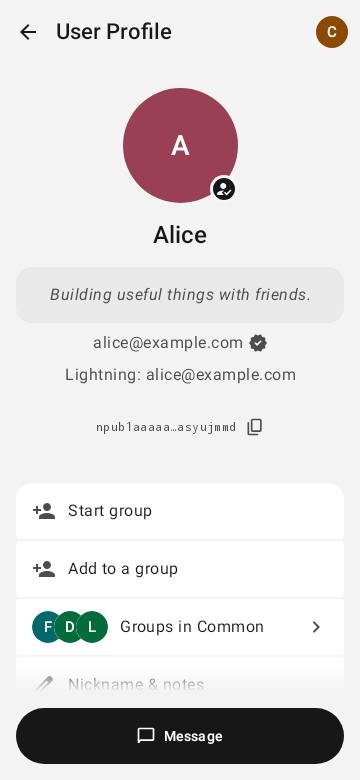 User Profile
C
A
Alice
Building useful things with friends.
alice@example.com
Lightning: alice@example.com
npub1aaaaa…asyujmmd
Start group
Add to a group
F D L Groups in Common
Nickname & notes
Message